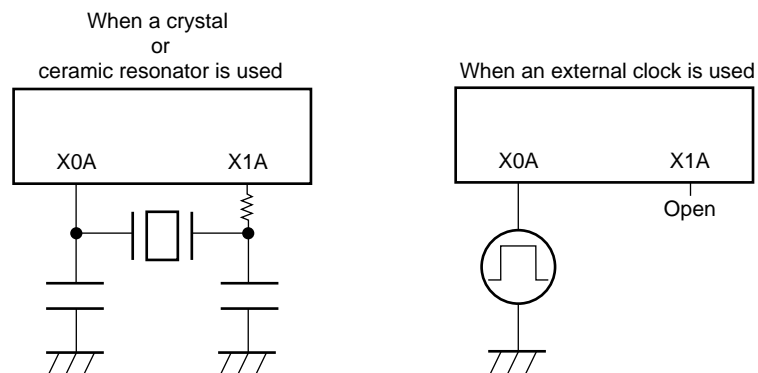 When a crystal
or
ceramic resonator is used
X0A
X1A
When an external clock is used
X0A
X1A
Open